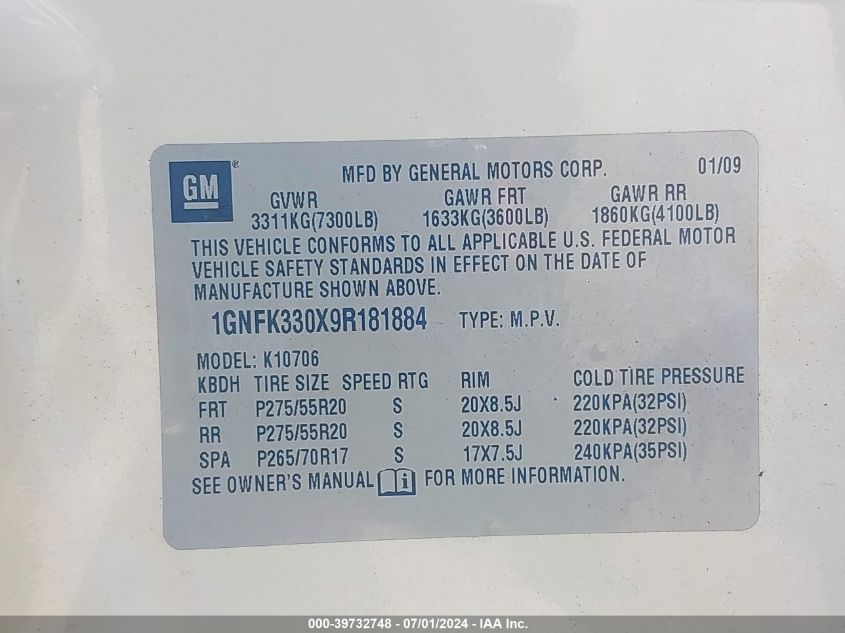 GM®
MFD BY GENERAL MOTORS CORP. 01/09
GVWR GAWR FRT GAWR RR
3311KG(7300LB) 1633KG(3600LB) 1860KG(4100LB)
THIS VEHICLE CONFORMS TO ALL APPLICABLE U.S. FEDERAL MOTOR
VEHICLE SAFETY STANDARDS IN EFFECT ON THE DATE OF
MANUFACTURE SHOWN ABOVE.
1GNFK330X9R181884 TYPE: M.P.V.
MODEL: K10706
KBDH TIRE SIZE SPEED RTG RIM COLD TIRE PRESSURE
FRT P275/55R20 S 20X8.5J 220KPA(32PSI)
RR P275/55R20 S 20X8.5J 220KPA(32PSI)
SPA P265/70R17 S 17X7.5J 240KPA(35PSI)
SEE OWNER'S MANUAL i FOR MORE INFORMATION.
000-39732748 - 07/01/2024 - IAA Inc.